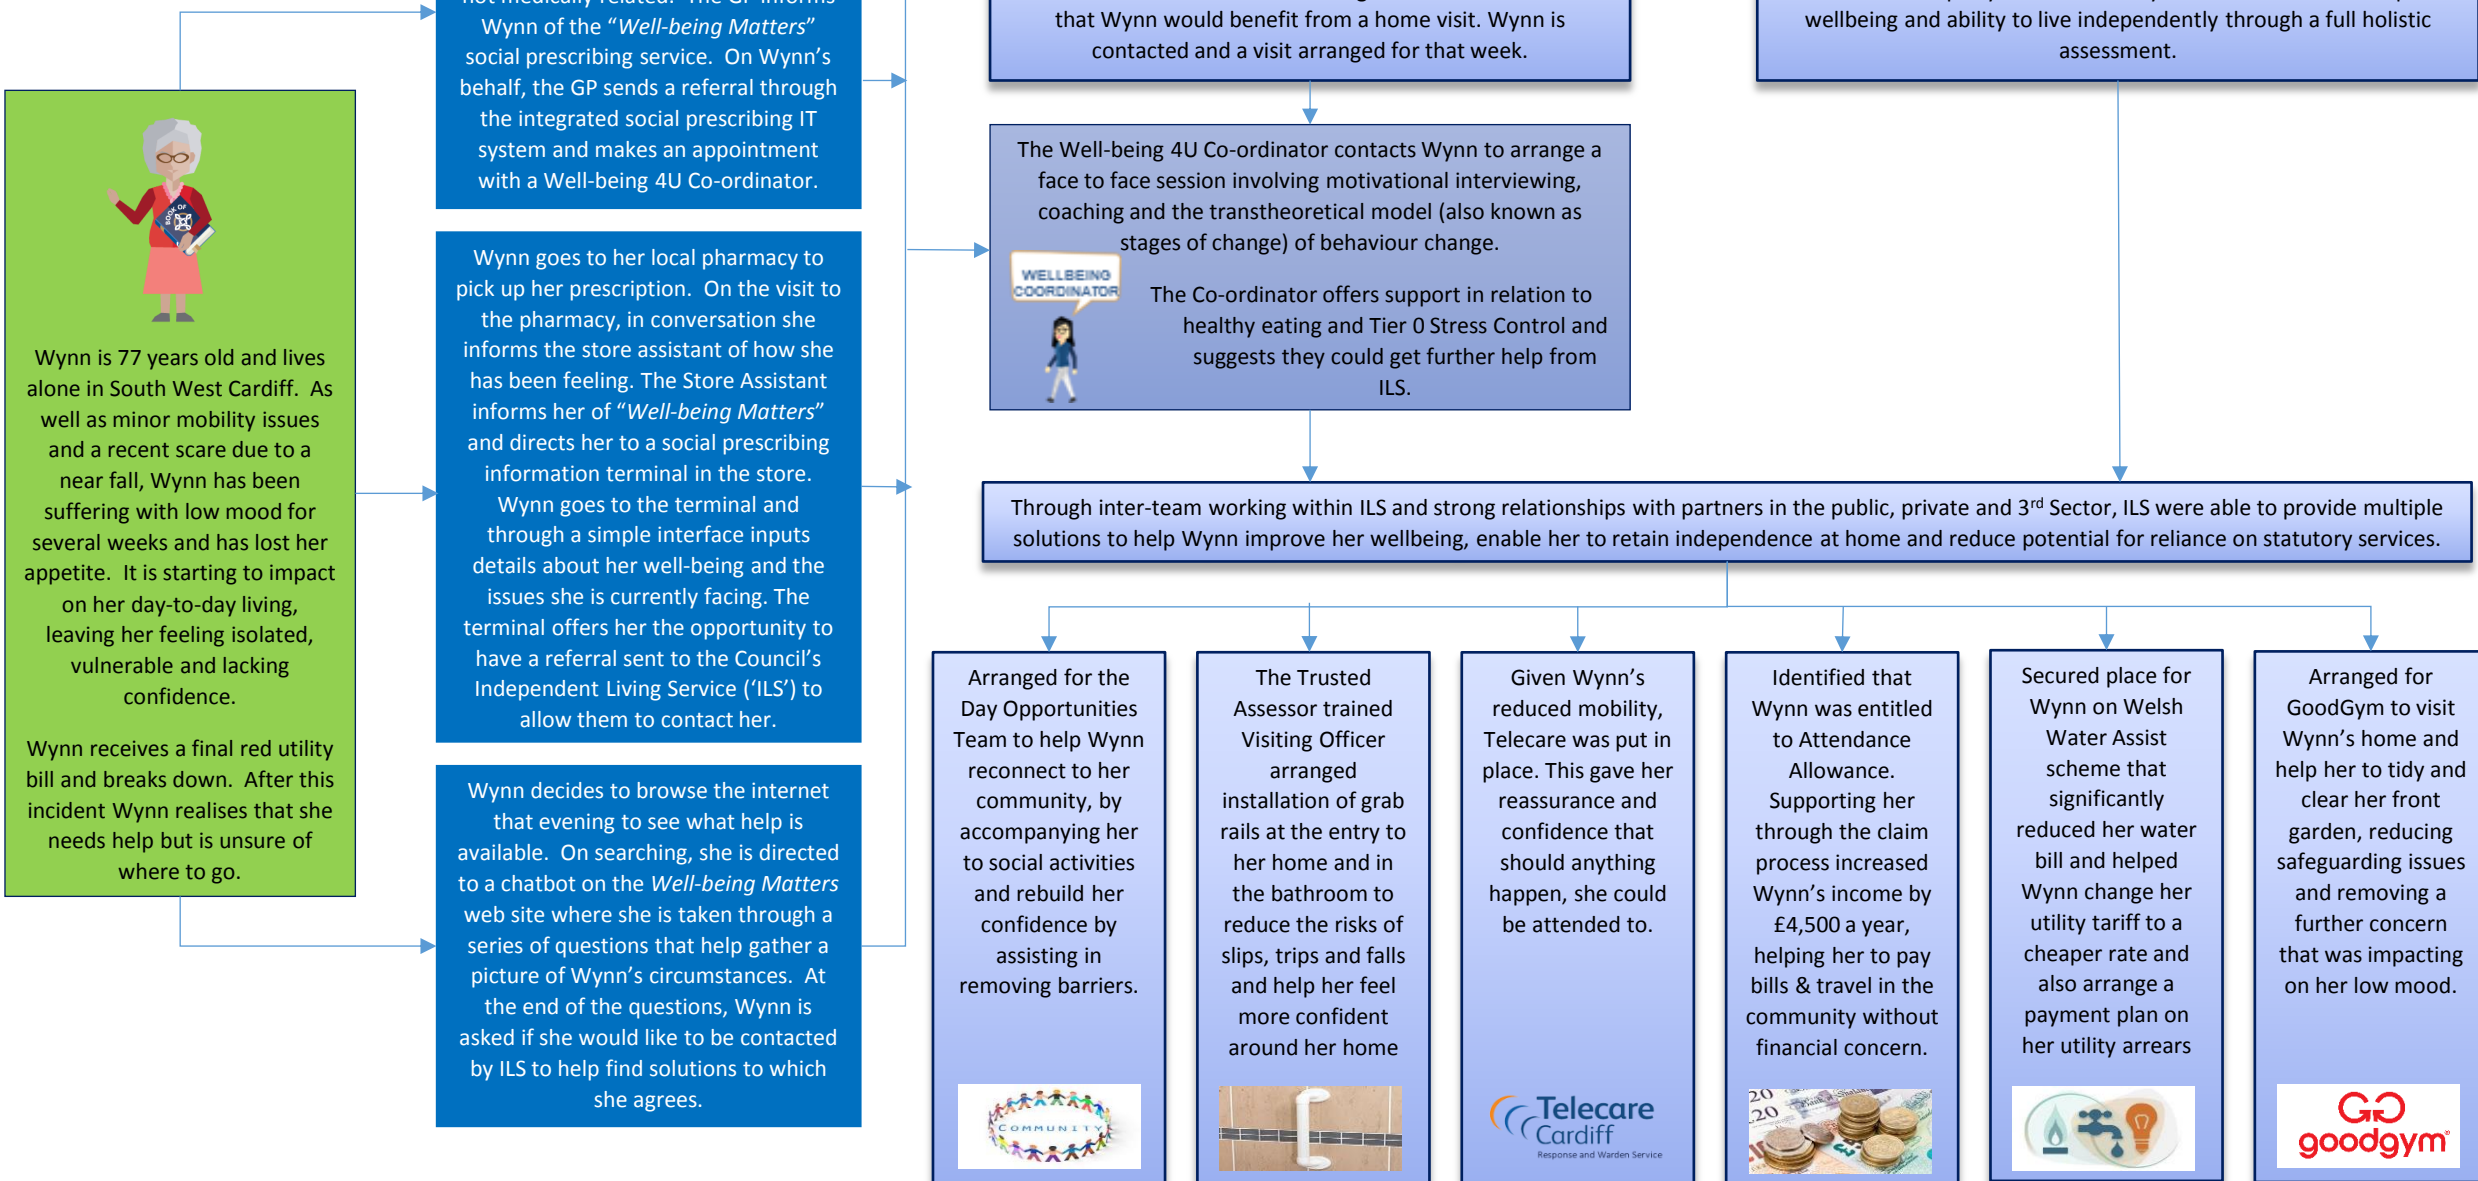 Wynn is 77 years old and lives
alone in South West Cardiff. As
well as minor mobility issues
and a recent scare due to a
near fall, Wynn has been
suffering with low mood for
several weeks and has lost her
appetite. It is starting to impact
on her day-to-day living,
leaving her feeling isolated,
vulnerable and lacking
confidence.
Wynn receives a final red utility
bill and breaks down. After this
incident Wynn realises that she
needs help but is unsure of
where to go.
BOOK OF
not medically related. The GP informs
Wynn of the “Well-being Matters”
social prescribing service. On Wynn’s
behalf, the GP sends a referral through
the integrated social prescribing IT
system and makes an appointment
with a Well-being 4U Co-ordinator.
Wynn goes to her local pharmacy to
pick up her prescription. On the visit to
the pharmacy, in conversation she
informs the store assistant of how she
has been feeling. The Store Assistant
informs her of “Well-being Matters”
and directs her to a social prescribing
information terminal in the store.
Wynn goes to the terminal and
through a simple interface inputs
details about her well-being and the
issues she is currently facing. The
terminal offers her the opportunity to
have a referral sent to the Council’s
Independent Living Service (‘ILS’) to
allow them to contact her.
Wynn decides to browse the internet
that evening to see what help is
available. On searching, she is directed
to a chatbot on the Well-being Matters
web site where she is taken through a
series of questions that help gather a
picture of Wynn’s circumstances. At
the end of the questions, Wynn is
asked if she would like to be contacted
by ILS to help find solutions to which
she agrees.
that Wynn would benefit from a home visit. Wynn is
contacted and a visit arranged for that week.
wellbeing and ability to live independently through a full holistic
assessment.
The Well-being 4U Co-ordinator contacts Wynn to arrange a
face to face session involving motivational interviewing,
coaching and the transtheoretical model (also known as
stages of change) of behaviour change.
WELLBEING
COORDINATOR
The Co-ordinator offers support in relation to
healthy eating and Tier 0 Stress Control and
suggests they could get further help from
ILS.
Through inter-team working within ILS and strong relationships with partners in the public, private and 3rd Sector, ILS were able to provide multiple
solutions to help Wynn improve her wellbeing, enable her to retain independence at home and reduce potential for reliance on statutory services.
Arranged for the
Day Opportunities
Team to help Wynn
reconnect to her
community, by
accompanying her
to social activities
and rebuild her
confidence by
assisting in
removing barriers.
COMMUNITY
The Trusted
Assessor trained
Visiting Officer
arranged
installation of grab
rails at the entry to
her home and in
the bathroom to
reduce the risks of
slips, trips and falls
and help her feel
more confident
around her home
Given Wynn’s
reduced mobility,
Telecare was put in
place. This gave her
reassurance and
confidence that
should anything
happen, she could
be attended to.
Telecare
Cardiff
Response and Warden Service
Identified that
Wynn was entitled
to Attendance
Allowance.
Supporting her
through the claim
process increased
Wynn’s income by
£4,500 a year,
helping her to pay
bills & travel in the
community without
financial concern.
20
20
Secured place for
Wynn on Welsh
Water Assist
scheme that
significantly
reduced her water
bill and helped
Wynn change her
utility tariff to a
cheaper rate and
also arrange a
payment plan on
her utility arrears
Arranged for
GoodGym to visit
Wynn’s home and
help her to tidy and
clear her front
garden, reducing
safeguarding issues
and removing a
further concern
that was impacting
on her low mood.
goodgym